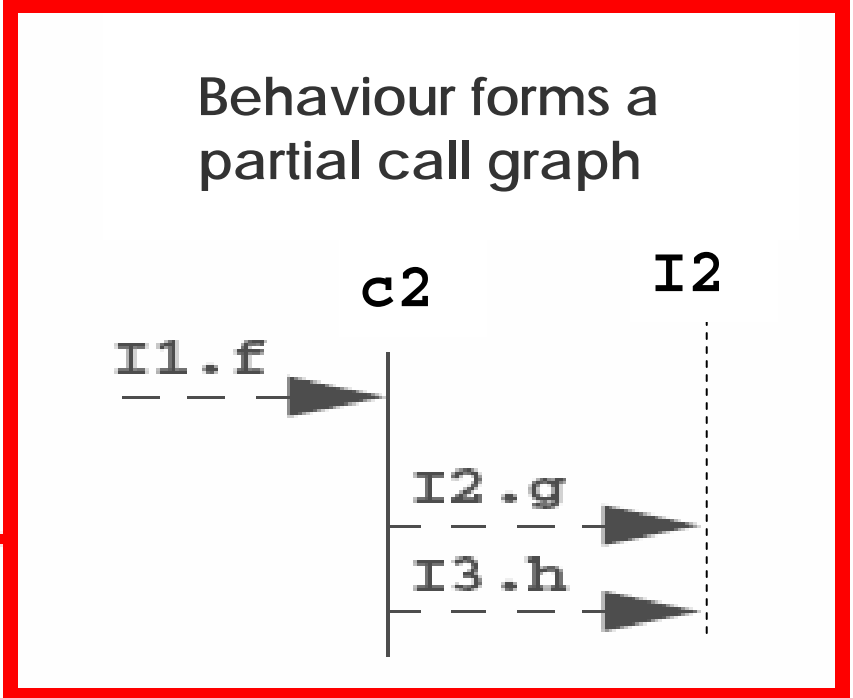 Behaviour forms a
partial call graph
c2
I2
I1.f
I2.g
I3.h